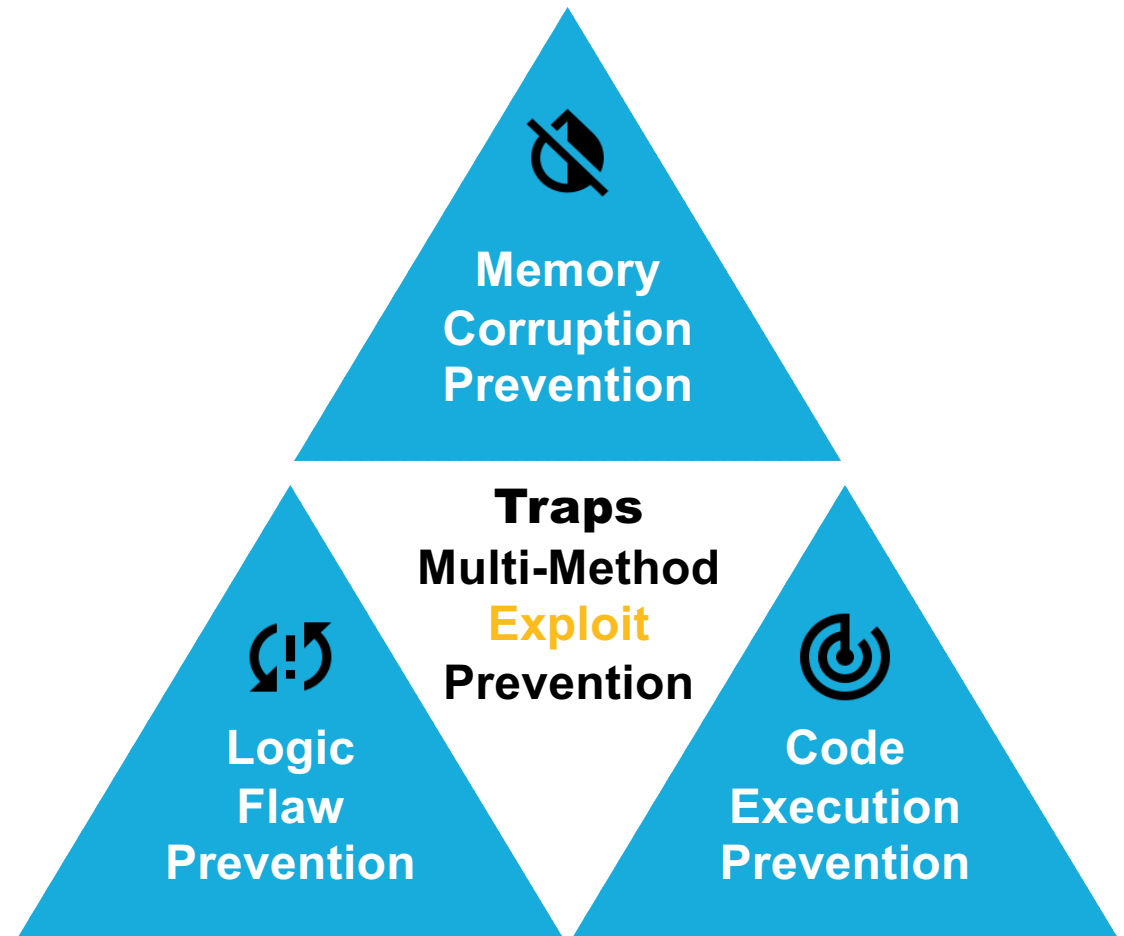 Memory
Corruption
Prevention
Traps
Multi-Method
Exploit
Prevention
Logic
Flaw
Prevention
Code
Execution
Prevention